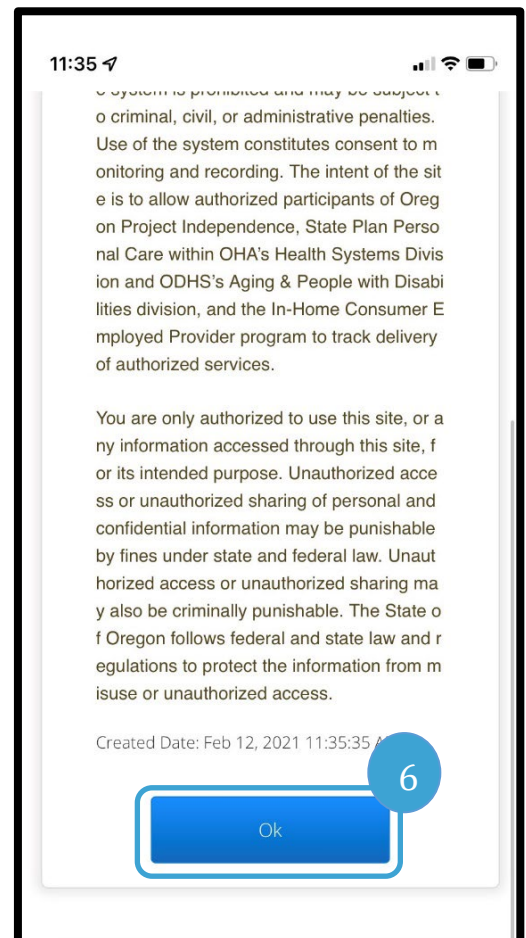 11:35
e system is prohibited and may be subject t
o criminal, civil, or administrative penalties.
Use of the system constitutes consent to m
onitoring and recording. The intent of the sit
e is to allow authorized participants of Oreg
on Project Independence, State Plan Perso
nal Care within OHA's Health Systems Divis
ion and ODHS's Aging & People with Disabi
lities division, and the In-Home Consumer E
mployed Provider program to track delivery
of authorized services.
You are only authorized to use this site, or a
ny information accessed through this site, f
or its intended purpose. Unauthorized acce
ss or unauthorized sharing of personal and
confidential information may be punishable
by fines under state and federal law. Unaut
horized access or unauthorized sharing ma
y also be criminally punishable. The State o
f Oregon follows federal and state law and r
egulations to protect the information from m
isuse or unauthorized access.
Created Date: Feb 12, 2021 11:35:35
6
Ok